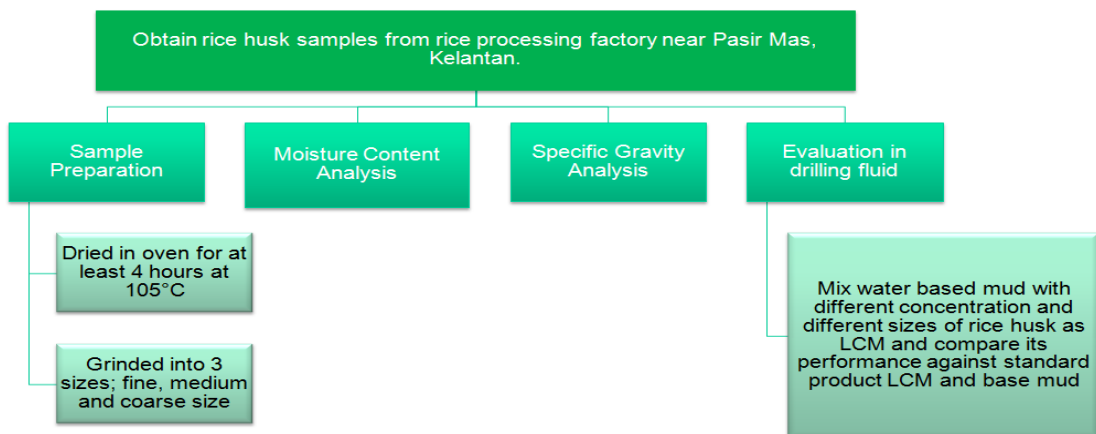 Obtain rice husk samples from rice processing factory near Pasir Mas,
Kelantan.
Sample
Preparation
Moisture Content
Analysis
Specific Gravity
Analysis
Evaluation in
drilling fluid
Dried in oven for at
least 4 hours at
105°C
Grinded into 3
sizes; fine, medium
and coarse size
Mix water based mud with
different concentration and
different sizes of rice husk as
LCM and compare its
performance against standard
product LCM and base mud